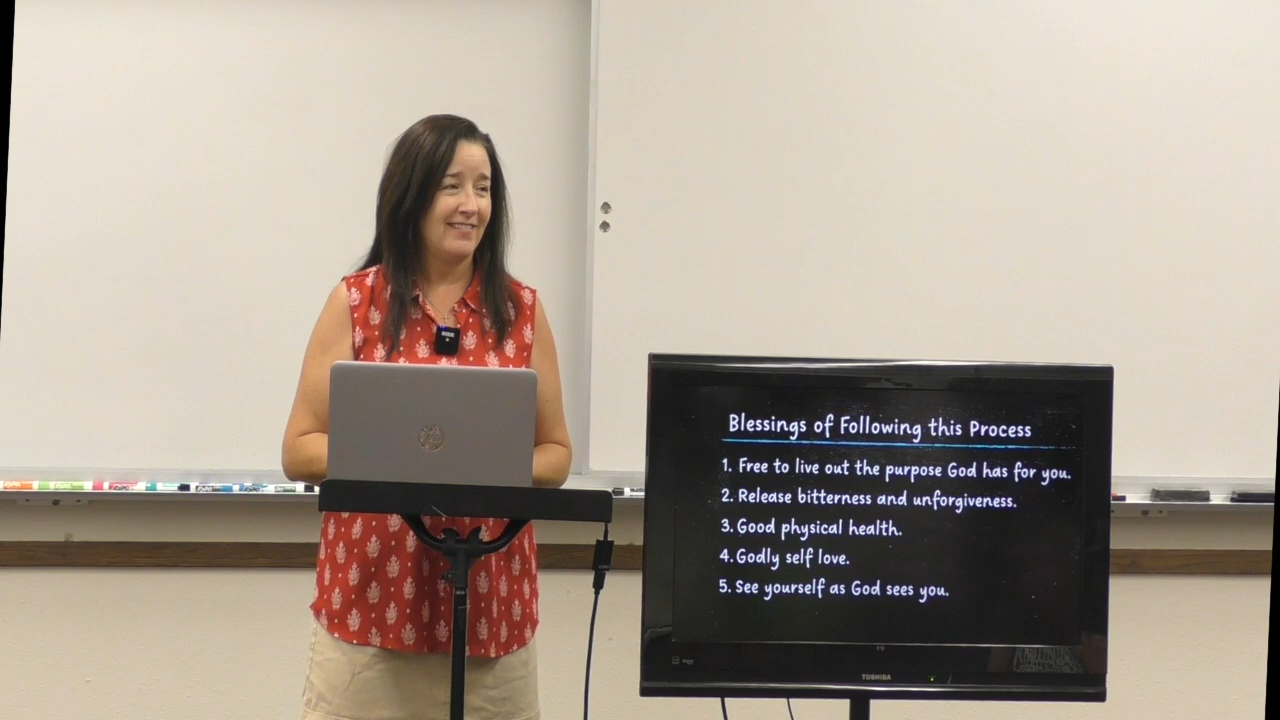 Blessings of Following this Process
1. Free to live out the purpose God has for you.
2. Release bitterness and unforgiveness.
3. Good physical health.
4. Godly self love.
5. See yourself as God sees you.
TOSHIBA